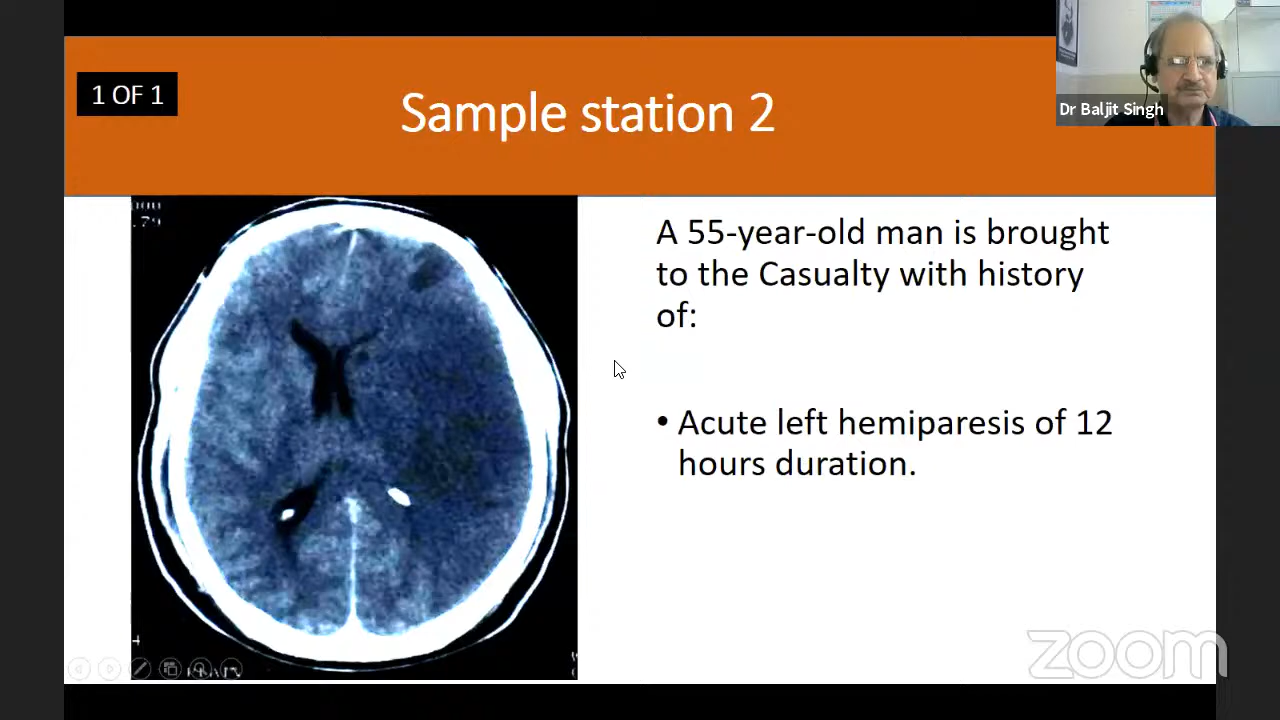 1 OF 1
Sample station 2
Dr Baljit Singh
A 55-year-old man is brought
to the Casualty with history
of:
• Acute left hemiparesis of 12
hours duration.
zoom